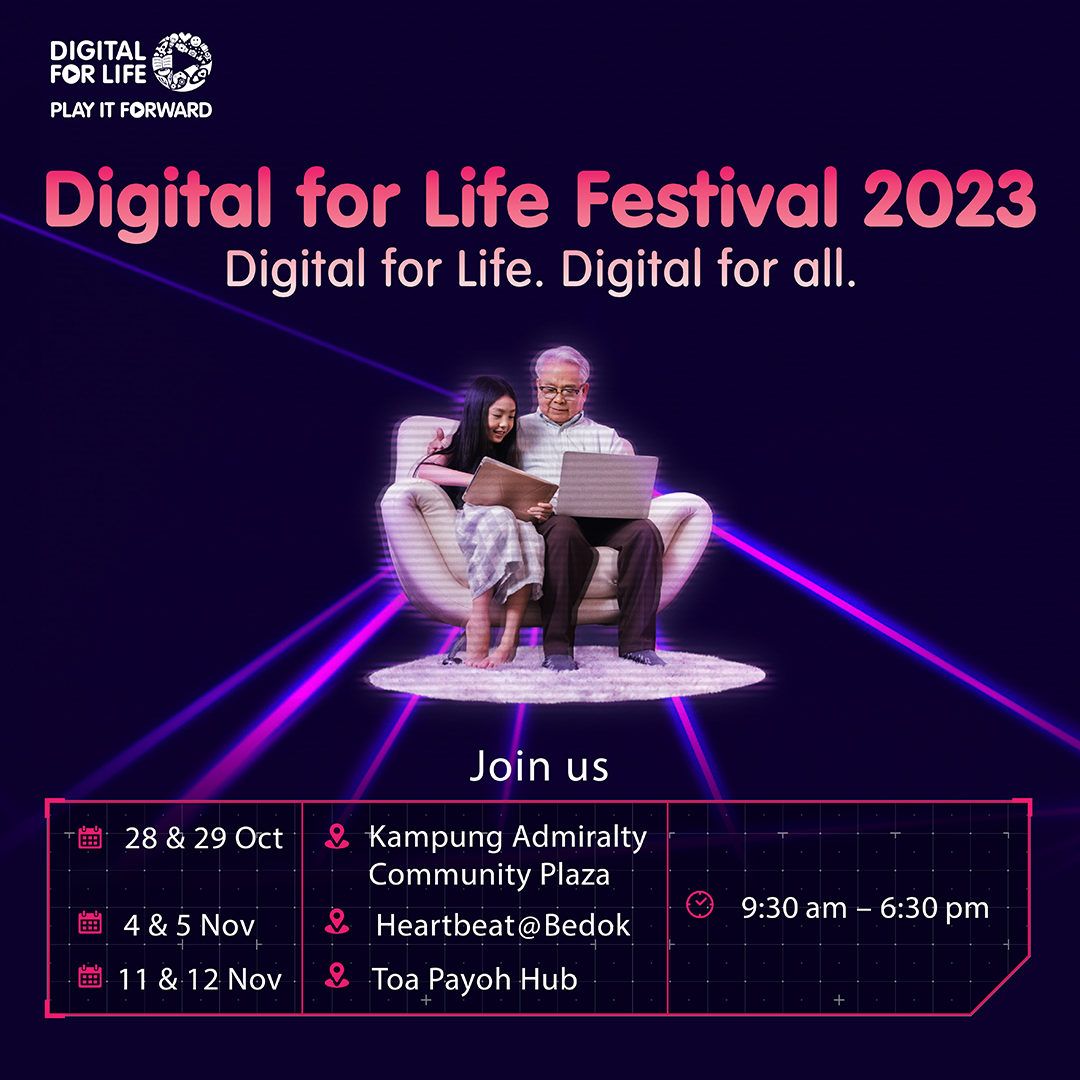 DIGITAL
FOR LIFE
PLAY IT FORWARD
Digital for Life Festival 2023
Digital for Life. Digital for all.
Join us
28 & 29 Oct
Kampung Admiralty
Community Plaza
4 & 5 Nov
Heartbeat@Bedok
11 & 12 Nov
Toa Payoh Hub
9:30 am – 6:30 pm